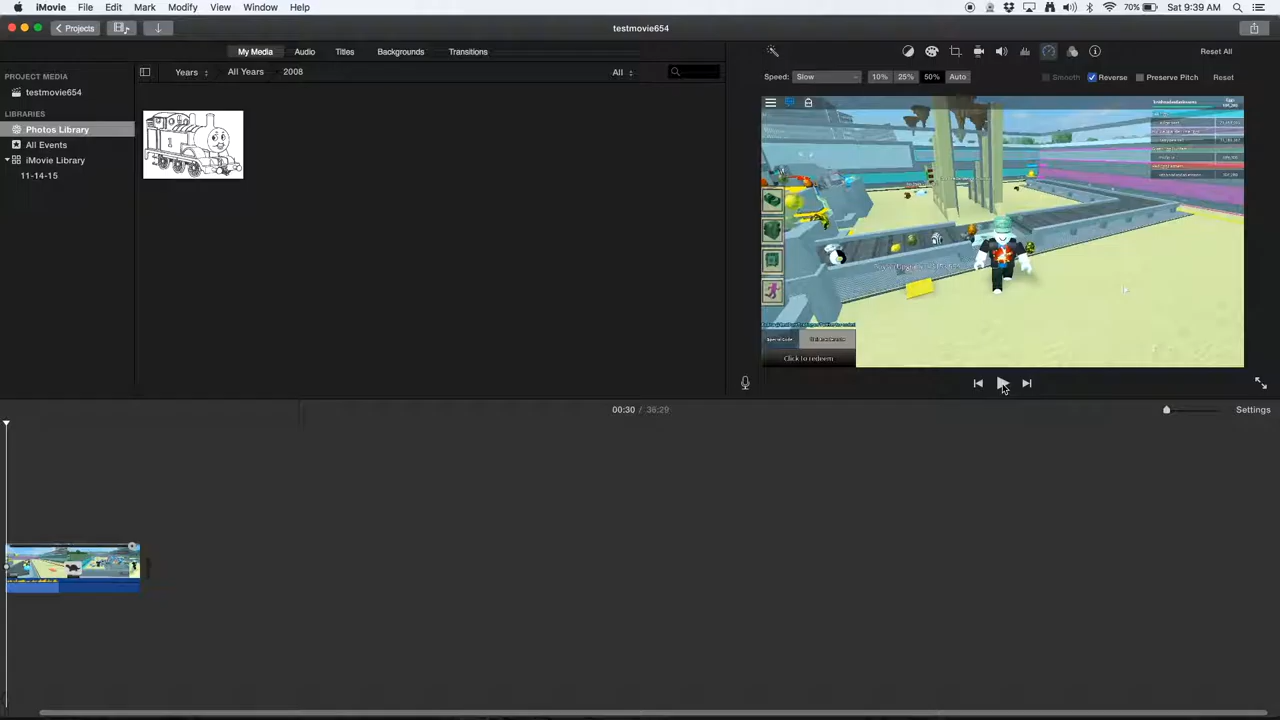 iMovie File Edit Mark Modify View Window Help
70% Sat 9:39 AM
Projects
testmovie654
My Media Audio Titles Backgrounds Transitions
Reset All
PROJECT MEDIA
testmovie654
LIBRARIES
Photos Library
All Events
iMovie Library
11-14-15
Years All Years 2008 All
Speed: Slow 10% 25% 50% Auto Smooth Reverse Preserve Pitch Reset
Special Code
Click to redeem
00:30 / 36:29
Settings